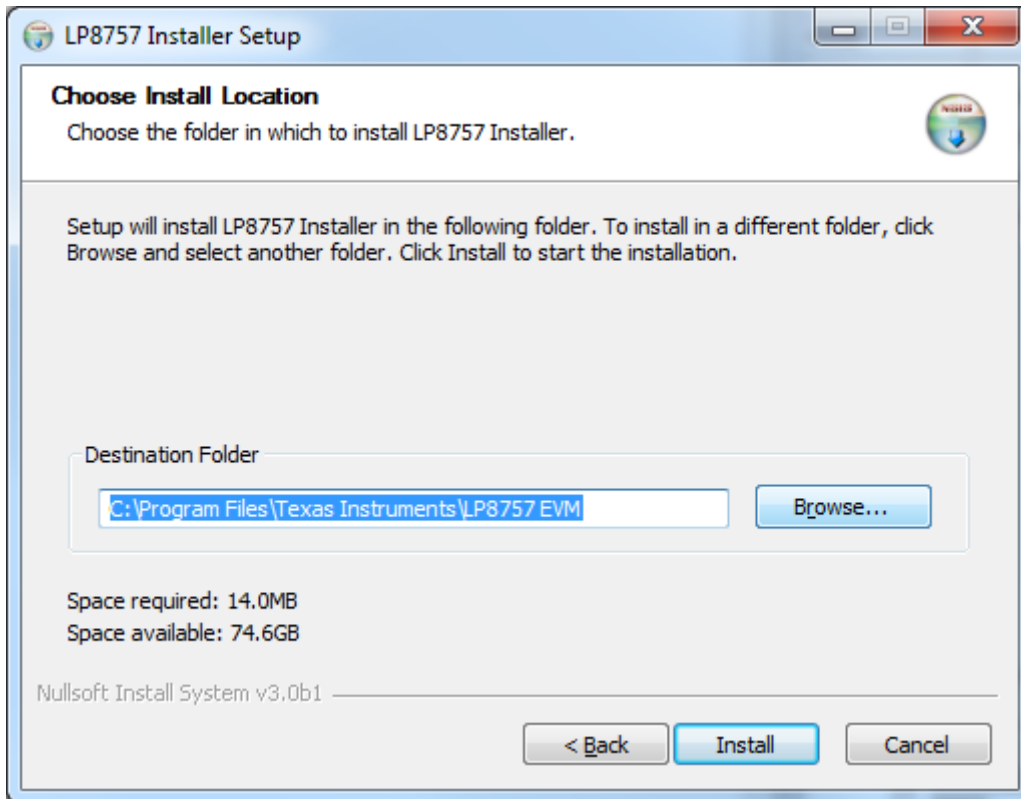 LP8757 Installer Setup
Choose Install Location
Choose the folder in which to install LP8757 Installer.
Setup will install LP8757 Installer in the following folder. To install in a different folder, click
Browse and select another folder. Click Install to start the installation.
Destination Folder
C:\Program Files\Texas Instruments\LP8757 EVM
Browse...
Space required: 14.0MB
Space available: 74.6GB
Nullsoft Install System v3.0b1
< Back Install Cancel